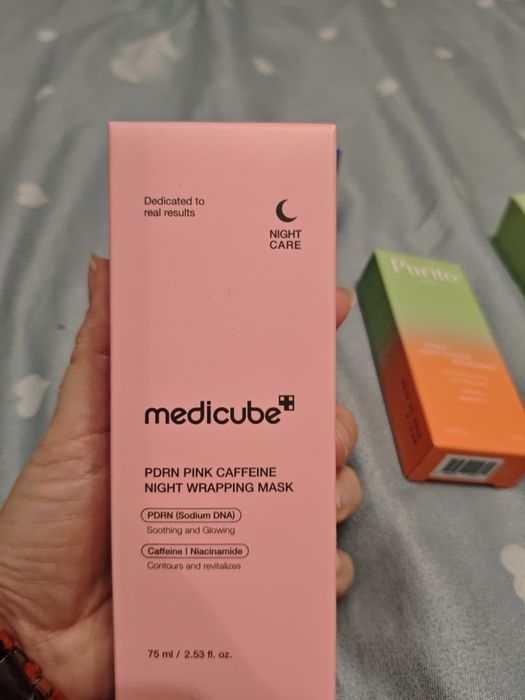 Dedicated to
real results
NIGHT
CARE
medicube
PDRN PINK CAFFEINE
NIGHT WRAPPING MASK
PDRN (Sodium DNA)
Soothing and Glowing
Caffeine | Niacinamide
Contours and revitalizes
75 ml / 2.53 fl. oz.
Purito